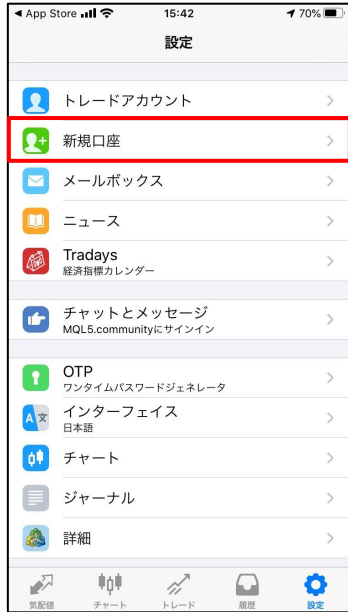 App Store 15:42 70%
設定
トレードアカウント
新規口座
メールボックス
ニュース
Tradays
経済指標カレンダー
チャットとメッセージ
MQL5.communityにサインイン
OTP
ワンタイムパスワードジェネレータ
A 文 インターフェイス
日本語
チャート
ジャーナル
詳細
気配値 チャート トレード 履歴 設定